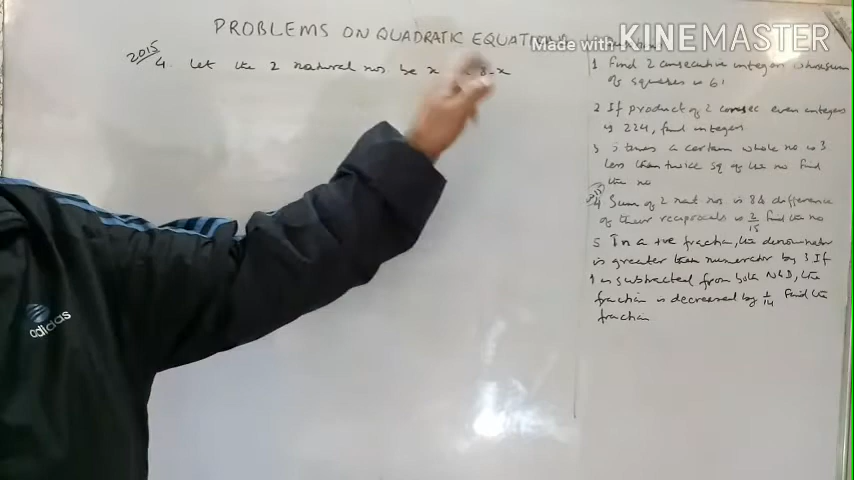 PROBLEMS ON QUADRATIC EQUATIONS
Made with KINEMASTER
2015
4. Let the 2 natural nos be x 8-x
1 Find 2 consecutive integers whose sum
of squares is 61
2 If product of 2 consec even integers
is 224, find integers
3 5 times a certain whole no is 3
less than twice sq of the no Find
the no
4 Sum of 2 nat nos is 8 & difference
of their reciprocals is 2/15 Find the no
5 In a +ve fraction, the denominator
is greater than numerator by 3 If
1 is subtracted from both N & D, the
fraction is decreased by 1/14 Find the
fraction
adidas